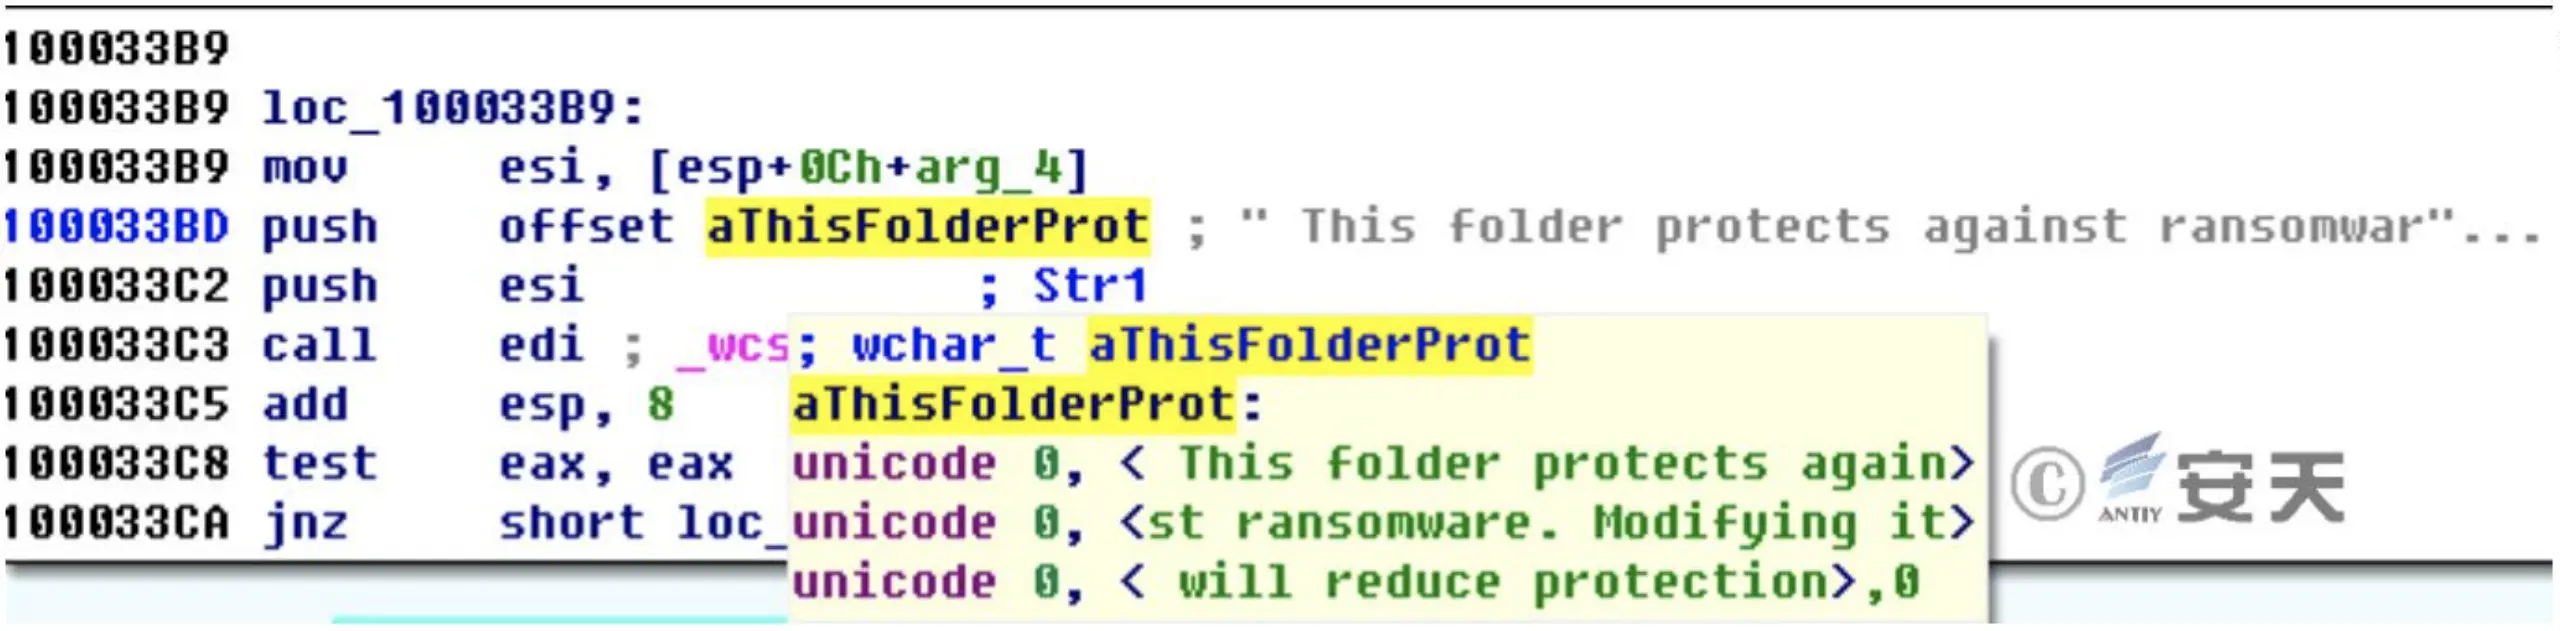 100033B9
100033B9 loc_100033B9:
100033B9 mov esi, [esp+0Ch+arg_4]
100033BD push offset aThisFolderProt ; " This folder protects against ransomwar"...
100033C2 push esi ; Str1
100033C3 call edi ; _wcs
100033C5 add esp, 8
100033C8 test eax, eax
100033CA jnz short loc_
; wchar_t aThisFolderProt
aThisFolderProt:
unicode 0, < This folder protects again>
unicode 0, <st ransomware. Modifying it>
unicode 0, < will reduce protection>,0
© ANTIY 安天